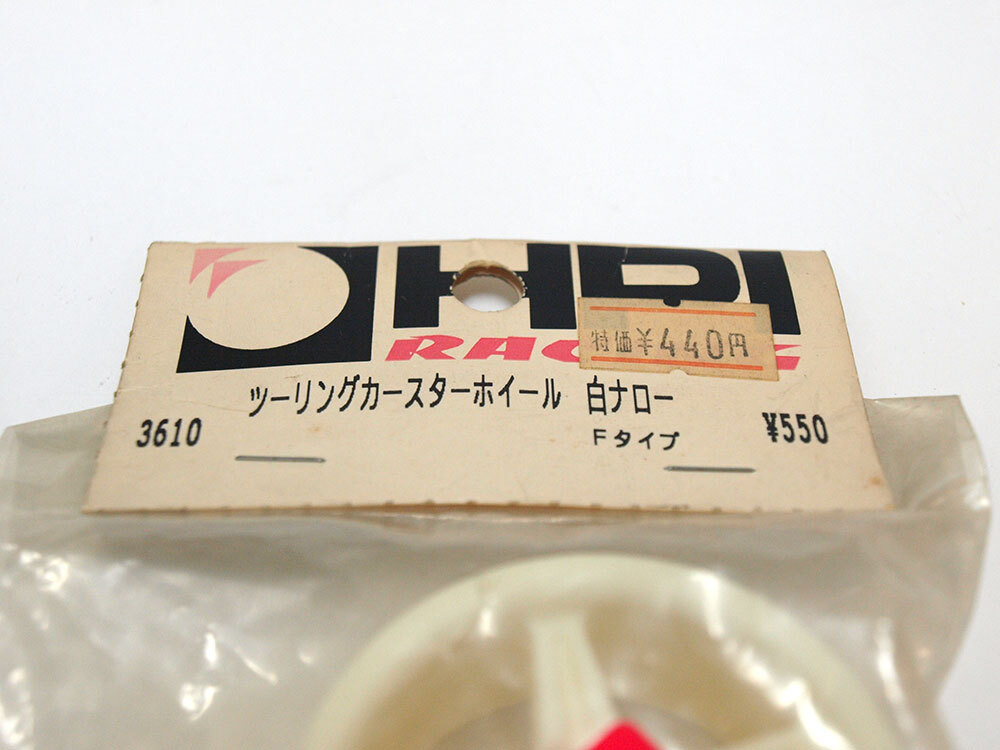 HPI
RACING
特価¥440円
ツーリングカースターホイール 白ナロー
3610 Fタイプ ¥550